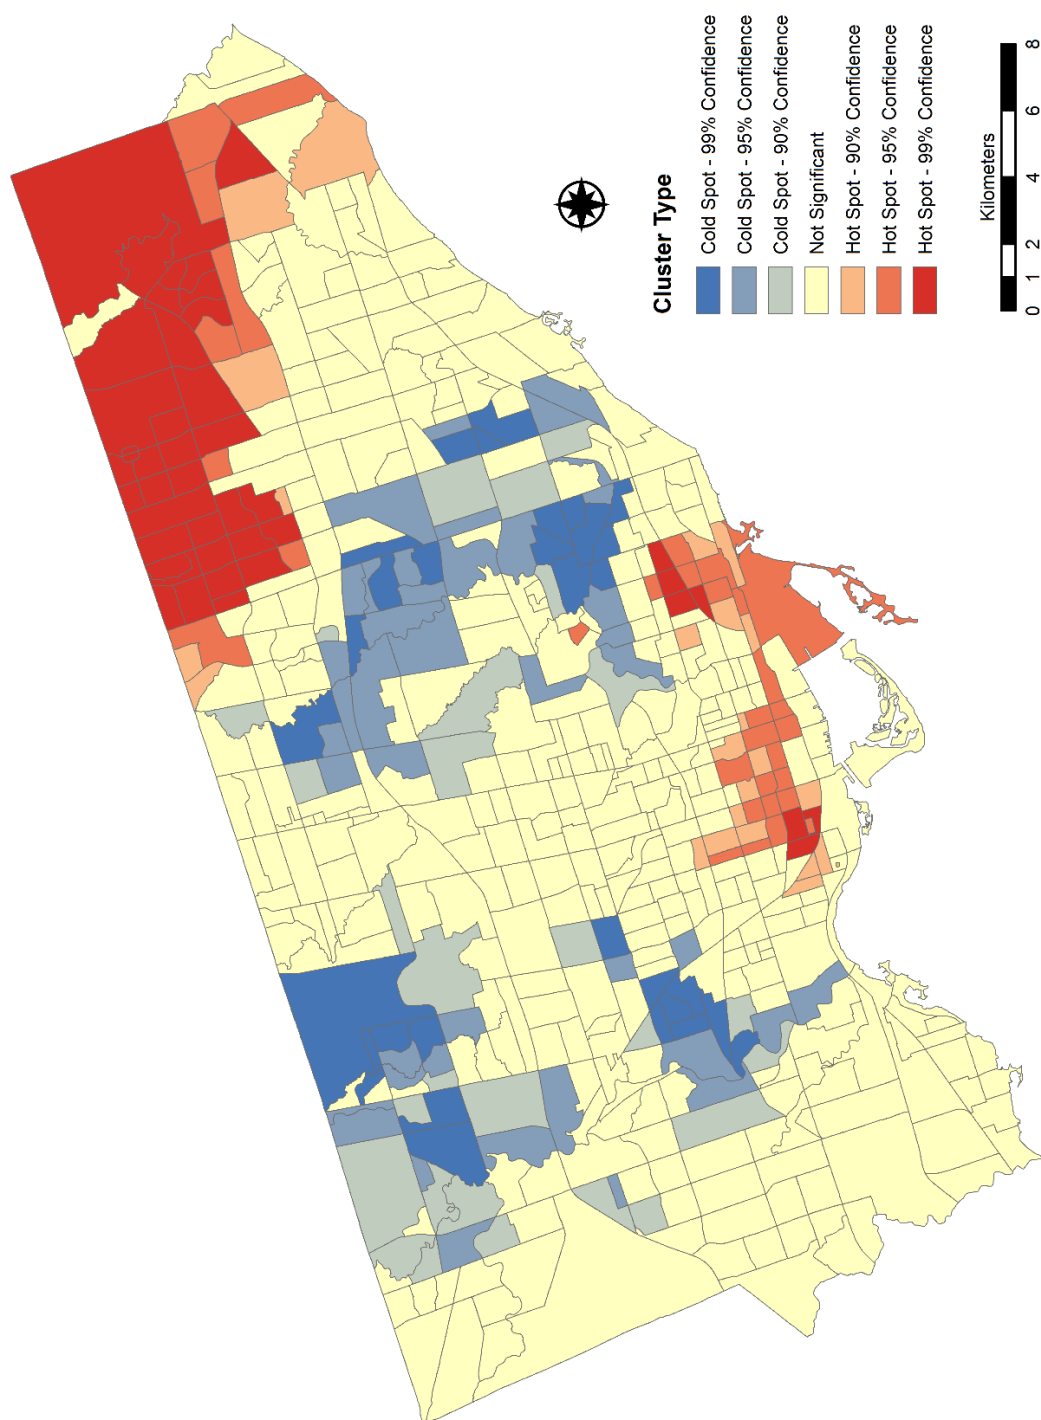 Cluster Type
Cold Spot - 99% Confidence
Cold Spot - 95% Confidence
Cold Spot - 90% Confidence
Not Significant
Hot Spot - 90% Confidence
Hot Spot - 95% Confidence
Hot Spot - 99% Confidence
Kilometers
0 1 2 4 6 8